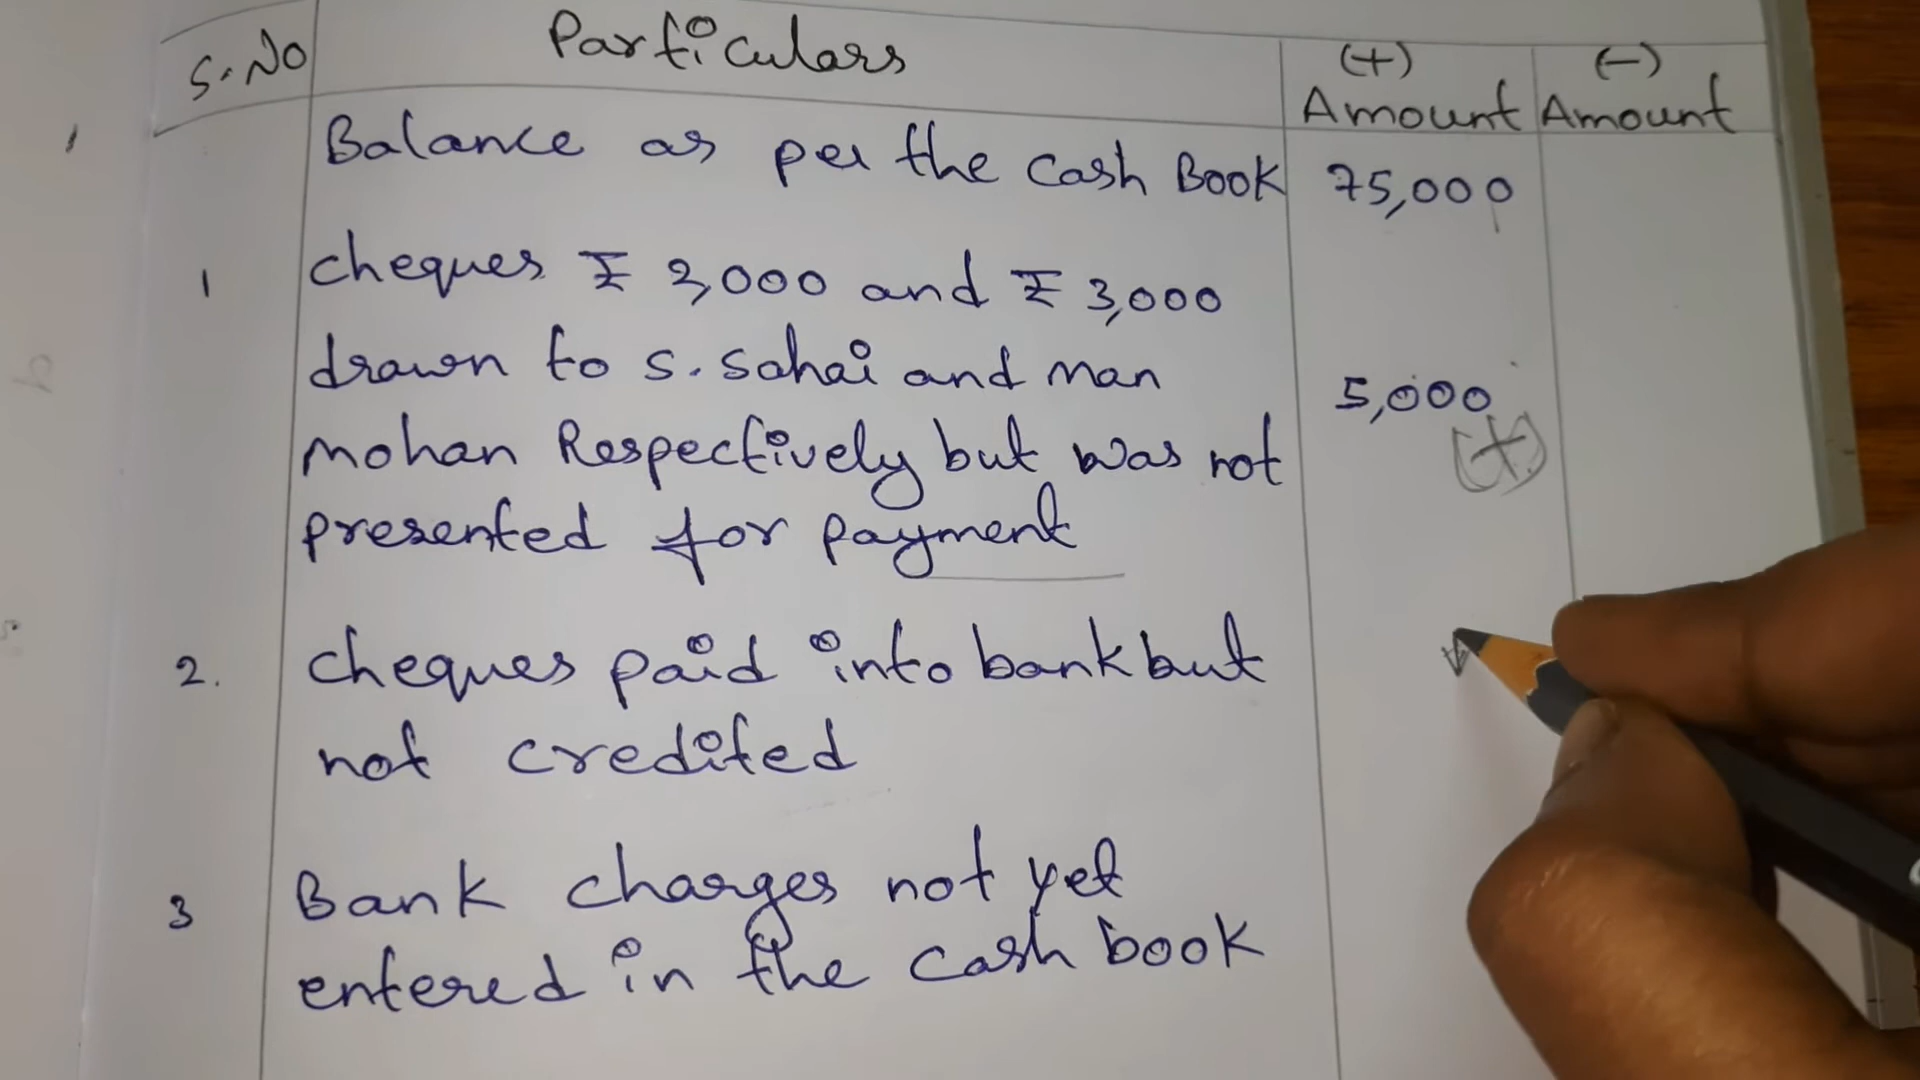 S.No Particulars (+) Amount (-) Amount
Balance as per the Cash Book 75,000
1 cheques ₹ 2,000 and ₹ 3,000
drawn to S. Sahai and Man
Mohan Respectively but was not 5,000
presented for payment (+)
2. cheques paid into bank but
not credited
3 Bank charges not yet
entered in the cash book